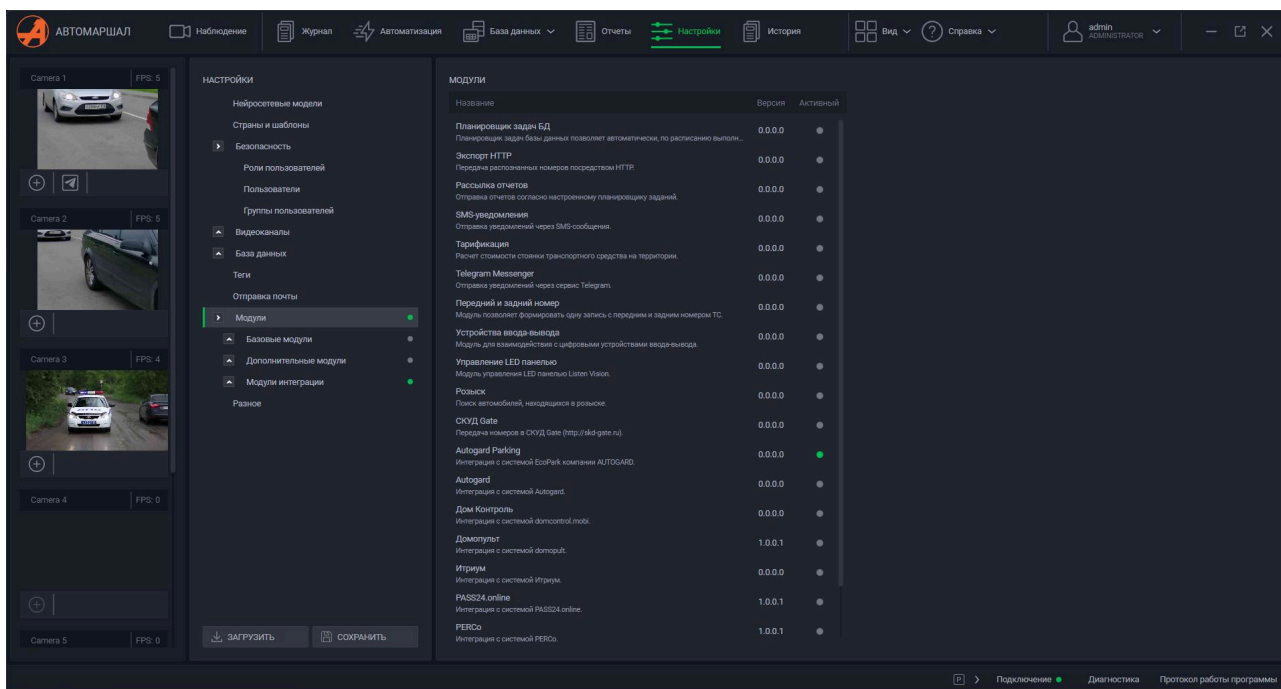 АВТОМАРШАЛ
Наблюдение
Журнал
Автоматизация
База данных
Отчеты
Настройки
История
Вид
Справка
admin
ADMINISTRATOR
Camera 1 FPS: 5
Camera 2 FPS: 5
Camera 3 FPS: 4
Camera 4 FPS: 0
Camera 5 FPS: 0
НАСТРОЙКИ
Нейросетевые модели
Страны и шаблоны
Безопасность
Роли пользователей
Пользователи
Группы пользователей
Видеоканалы
База данных
Теги
Отправка почты
Модули
Базовые модули
Дополнительные модули
Модули интеграции
Разное
ЗАГРУЗИТЬ
СОХРАНИТЬ
МОДУЛИ
Название Версия Активный
Планировщик задач БД 0.0.0.0
Планировщик задач базы данных позволяет автоматически, по расписанию выполн...
Экспорт HTTP 0.0.0.0
Передача распознанных номеров посредством HTTP.
Рассылка отчетов 0.0.0.0
Отправка отчетов согласно настроенному планировщику заданий.
SMS-уведомления 0.0.0.0
Отправка уведомлений через SMS-сообщения.
Тарификация 0.0.0.0
Расчет стоимости стоянки транспортного средства на территории.
Telegram Messenger 0.0.0.0
Отправка уведомлений через сервис Telegram.
Передний и задний номер 0.0.0.0
Модуль позволяет формировать одну запись с передним и задним номером ТС.
Устройства ввода-вывода 0.0.0.0
Модуль для взаимодействия с цифровыми устройствами ввода-вывода.
Управление LED панелью 0.0.0.0
Модуль управления LED панелью Listen Vision.
Розыск 0.0.0.0
Поиск автомобилей, находящихся в розыске.
СКУД Gate 0.0.0.0
Передача номеров в СКУД Gate (http://skd-gate.ru).
Autogard Parking 0.0.0.0
Интеграция с системой EcoPark компании AUTOGARD.
Autogard 0.0.0.0
Интеграция с системой Autogard.
Дом Контроль 0.0.0.0
Интеграция с системой domcontrol.mobi.
Домопульт 1.0.0.1
Интеграция с системой domopult.
Итриум 0.0.0.0
Интеграция с системой Итриум.
PASS24.online 1.0.0.1
Интеграция с системой PASS24.online.
PERCo 1.0.0.1
Интеграция с системой PERCo.
P
Подключение
Диагностика
Протокол работы программы